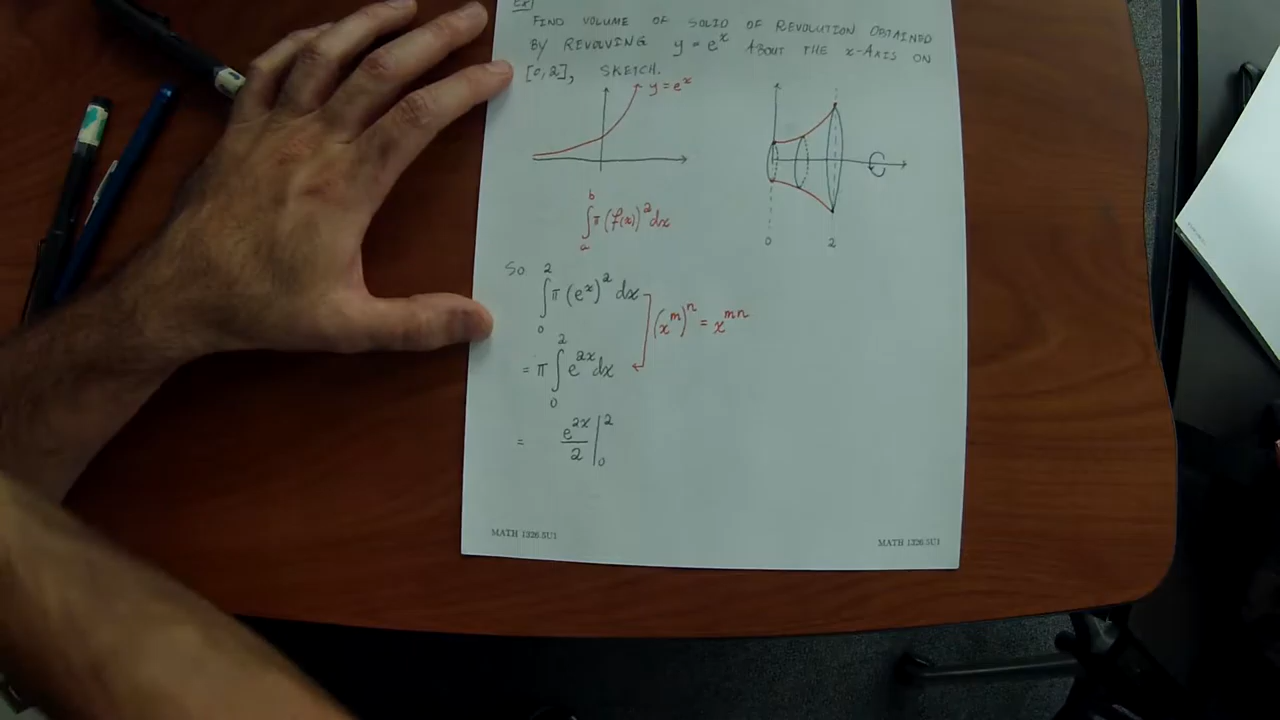 Ex)
FIND VOLUME OF SOLID OF REVOLUTION OBTAINED
BY REVOLVING y = e^x ABOUT THE x-AXIS ON
[0,2], SKETCH.
y = e^x
0 2
∫_a^b π(f(x))^2 dx
So ∫_0^2 π(e^x)^2 dx
(x^m)^n = x^{mn}
= π ∫_0^2 e^{2x} dx
= e^{2x}/2 |_0^2
MATH 1326.5U1 MATH 1326.5U1